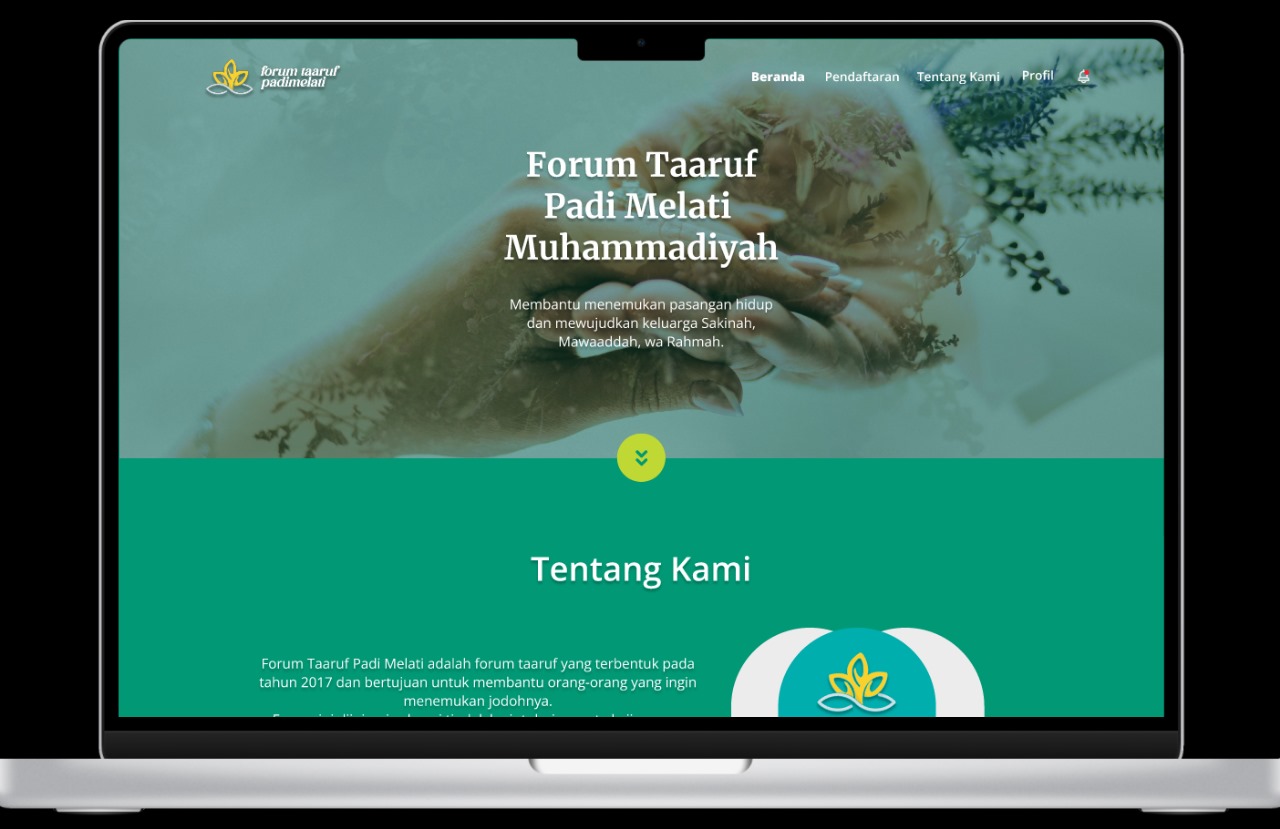 forum taaruf
padimelati
Beranda Pendaftaran Tentang Kami Profil
Forum Taaruf
Padi Melati
Muhammadiyah
Membantu menemukan pasangan hidup
dan mewujudkan keluarga Sakinah,
Mawaaddah, wa Rahmah.
Tentang Kami
Forum Taaruf Padi Melati adalah forum taaruf yang terbentuk pada
tahun 2017 dan bertujuan untuk membantu orang-orang yang ingin
menemukan jodohnya.